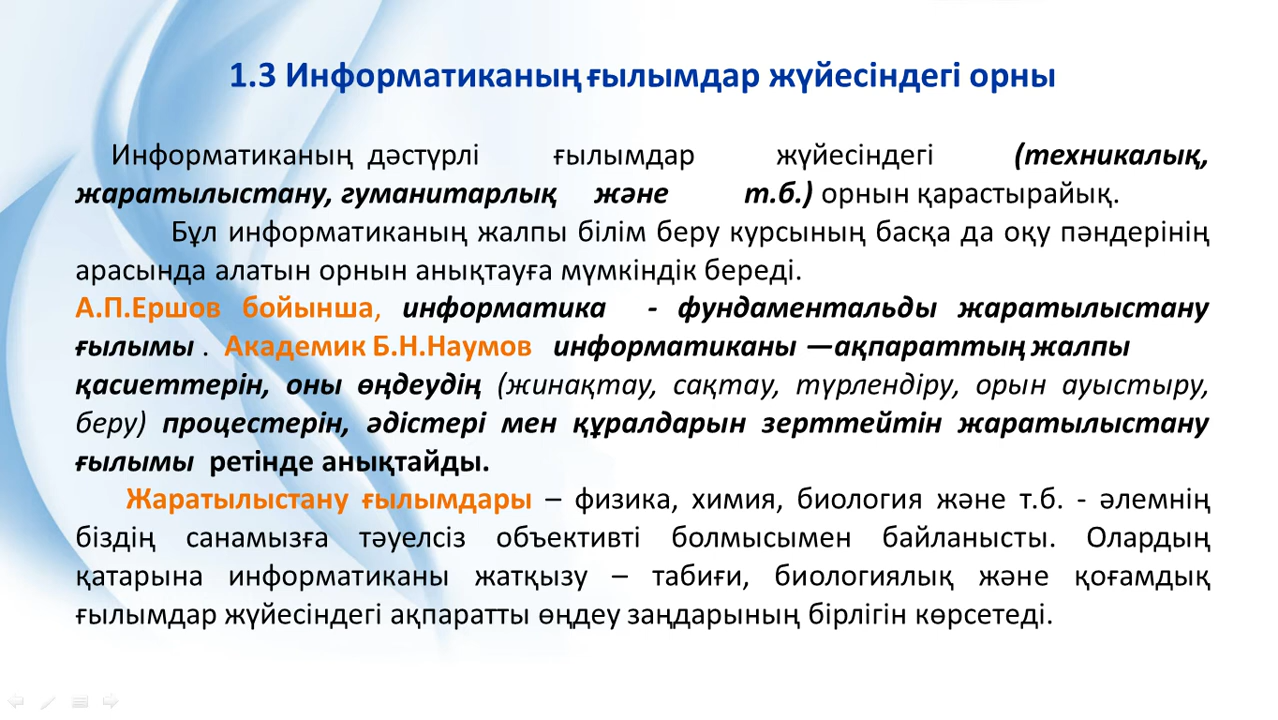 1.3 Информатиканың ғылымдар жүйесіндегі орны
Информатиканың дәстүрлі ғылымдар жүйесіндегі (техникалық,
жаратылыстану, гуманитарлық және т.б.) орнын қарастырайық.
Бұл информатиканың жалпы білім беру курсының басқа да оқу пәндерінің
арасында алатын орнын анықтауға мүмкіндік береді.
А.П.Ершов бойынша, информатика - фундаментальды жаратылыстану
ғылымы . Академик Б.Н.Наумов информатиканы —ақпараттың жалпы
қасиеттерін, оны өңдеудің (жинақтау, сақтау, түрлендіру, орын ауыстыру,
беру) процестерін, әдістері мен құралдарын зерттейтін жаратылыстану
ғылымы ретінде анықтайды.
Жаратылыстану ғылымдары – физика, химия, биология және т.б. - әлемнің
біздің санамызға тәуелсіз объективті болмысымен байланысты. Олардың
қатарына информатиканы жатқызу – табиғи, биологиялық және қоғамдық
ғылымдар жүйесіндегі ақпаратты өңдеу заңдарының бірлігін көрсетеді.